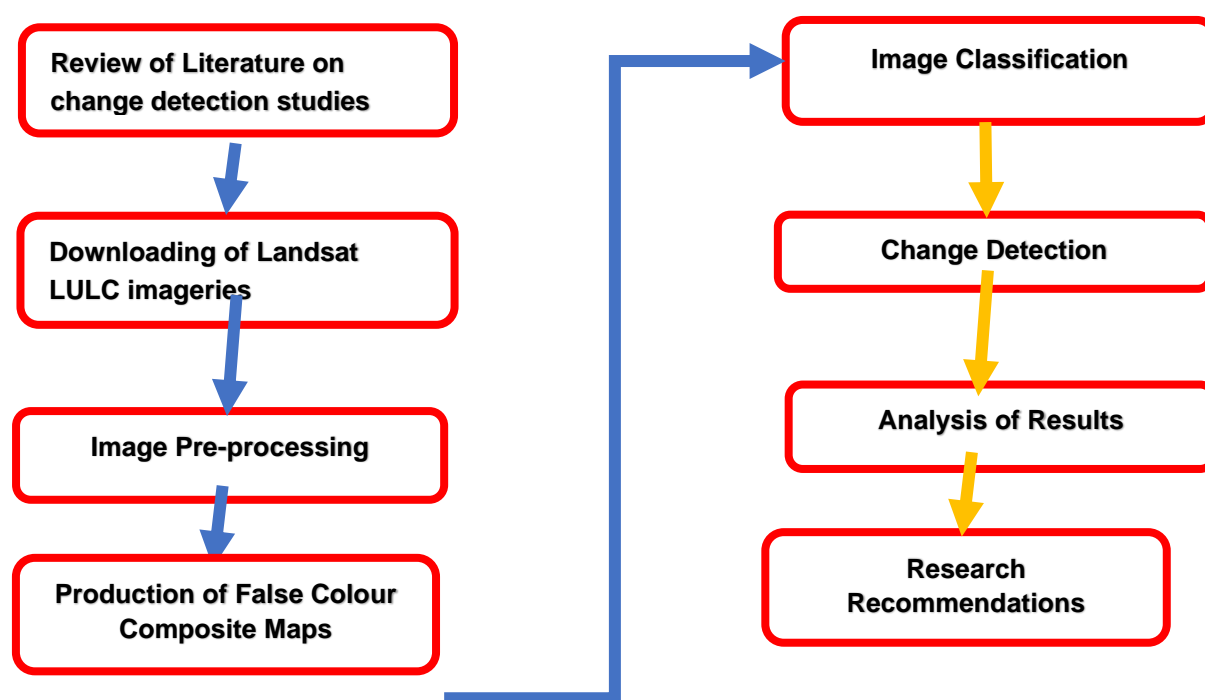 Review of Literature on
change detection studies
Downloading of Landsat
LULC imageries
Image Pre-processing
Production of False Colour
Composite Maps
Image Classification
Change Detection
Analysis of Results
Research
Recommendations